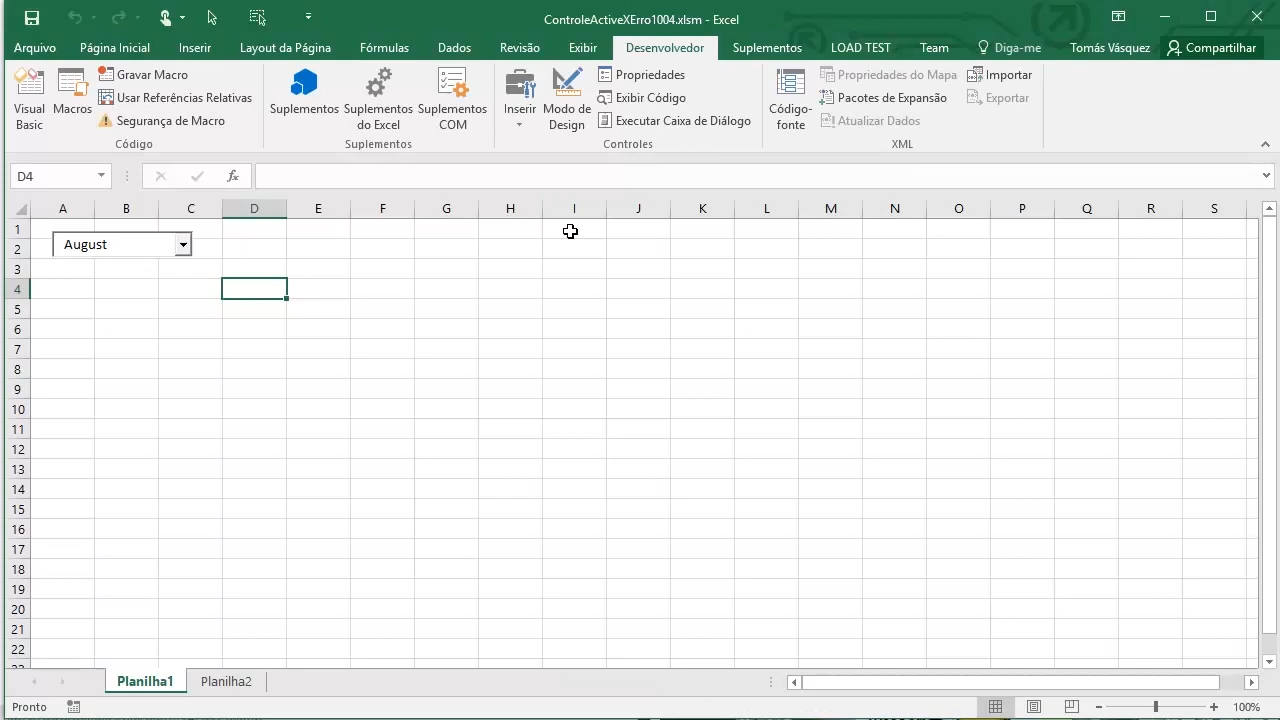 ControleActiveXErro1004.xlsm - Excel
Arquivo Página Inicial Inserir Layout da Página Fórmulas Dados Revisão Exibir Desenvolvedor Suplementos LOAD TEST Team Diga-me Tomás Vásquez Compartilhar
Visual Basic
Macros
Gravar Macro
Usar Referências Relativas
Segurança de Macro
Código
Suplementos
Suplementos do Excel
Suplementos COM
Suplementos
Inserir
Modo de Design
Propriedades
Exibir Código
Executar Caixa de Diálogo
Controles
Código-fonte
Propriedades do Mapa
Pacotes de Expansão
Atualizar Dados
Importar
Exportar
XML
D4
fx
A B C D E F G H I J K L M N O P Q R S
1
2
August
3
4
5
6
7
8
9
10
11
12
13
14
15
16
17
18
19
20
21
22
Planilha1 Planilha2
Pronto
100%